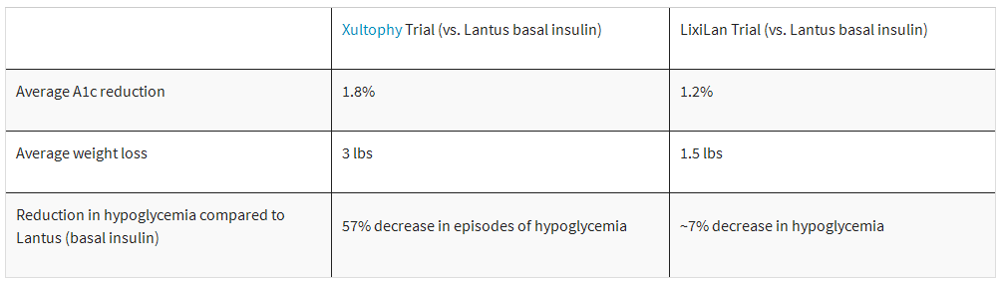 Xultophy Trial (vs. Lantus basal insulin)
LixiLan Trial (vs. Lantus basal insulin)
Average A1c reduction
1.8%
1.2%
Average weight loss
3 lbs
1.5 lbs
Reduction in hypoglycemia compared to
Lantus (basal insulin)
57% decrease in episodes of hypoglycemia
~7% decrease in hypoglycemia